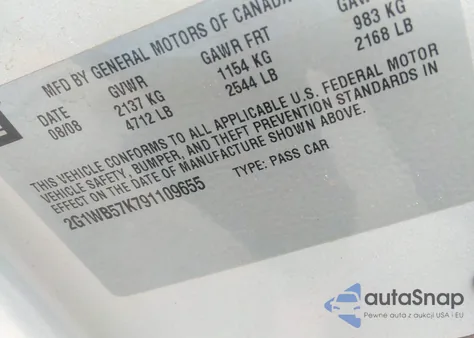 MFD BY GENERAL MOTORS OF CANADA
DATE GVWR GAWR FRT
08/08 2137 KG 1154 KG 983 KG
4712 LB 2544 LB 2168 LB
THIS VEHICLE CONFORMS TO ALL APPLICABLE U.S. FEDERAL MOTOR
VEHICLE SAFETY, BUMPER, AND THEFT PREVENTION STANDARDS IN
EFFECT ON THE DATE OF MANUFACTURE SHOWN ABOVE.
2G1WB57K791109655 TYPE: PASS CAR
autoSnap
Pewne auta z aukcji USA i EU